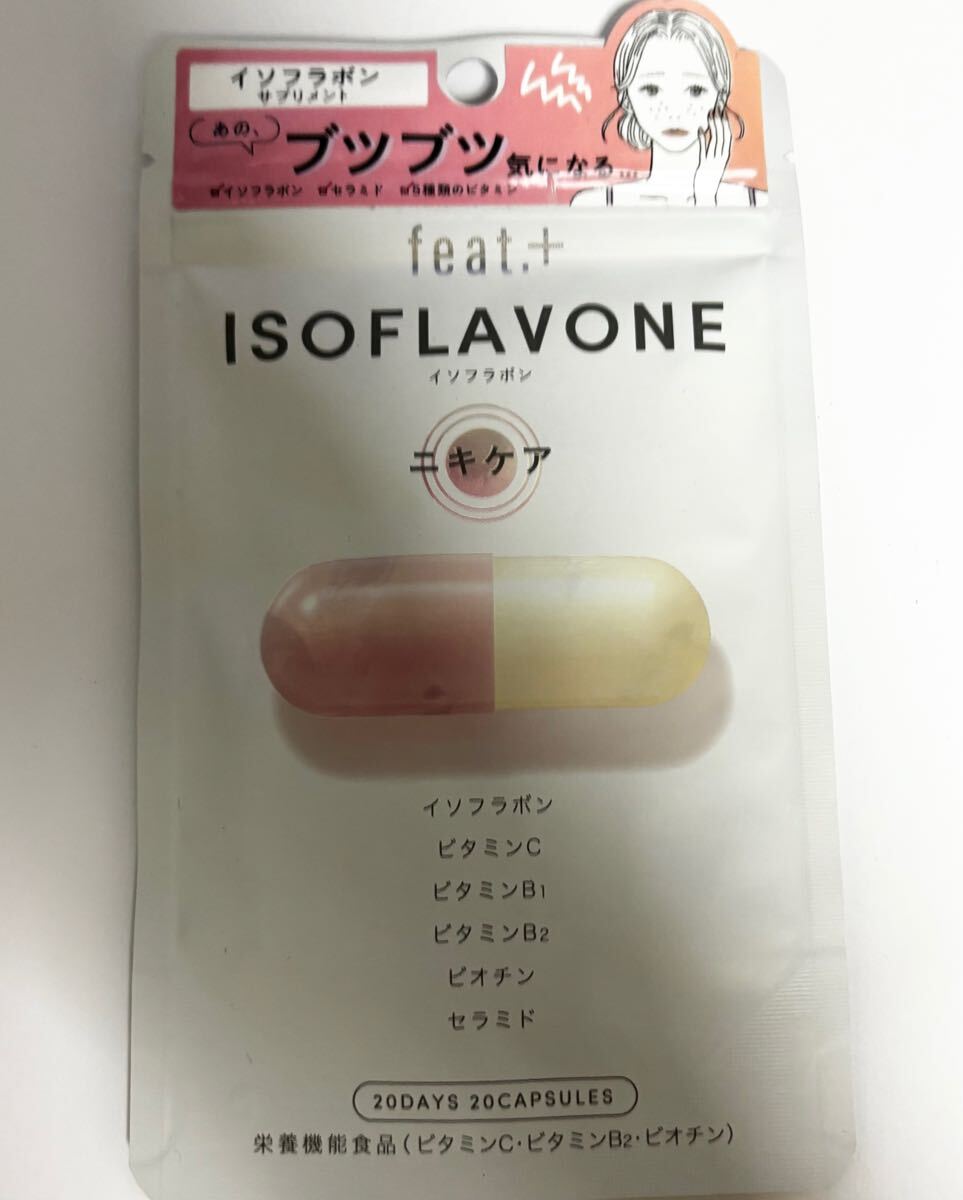 イソフラボン
サプリメント
あの、
ブツブツ気になる…
イソフラボン セラミド 5種類のビタミン
feat.+
ISOFLAVONE
イソフラボン
ニキケア
イソフラボン
ビタミンC
ビタミンB1
ビタミンB2
ビオチン
セラミド
20DAYS 20CAPSULES
栄養機能食品(ビタミンC・ビタミンB2・ビオチン)